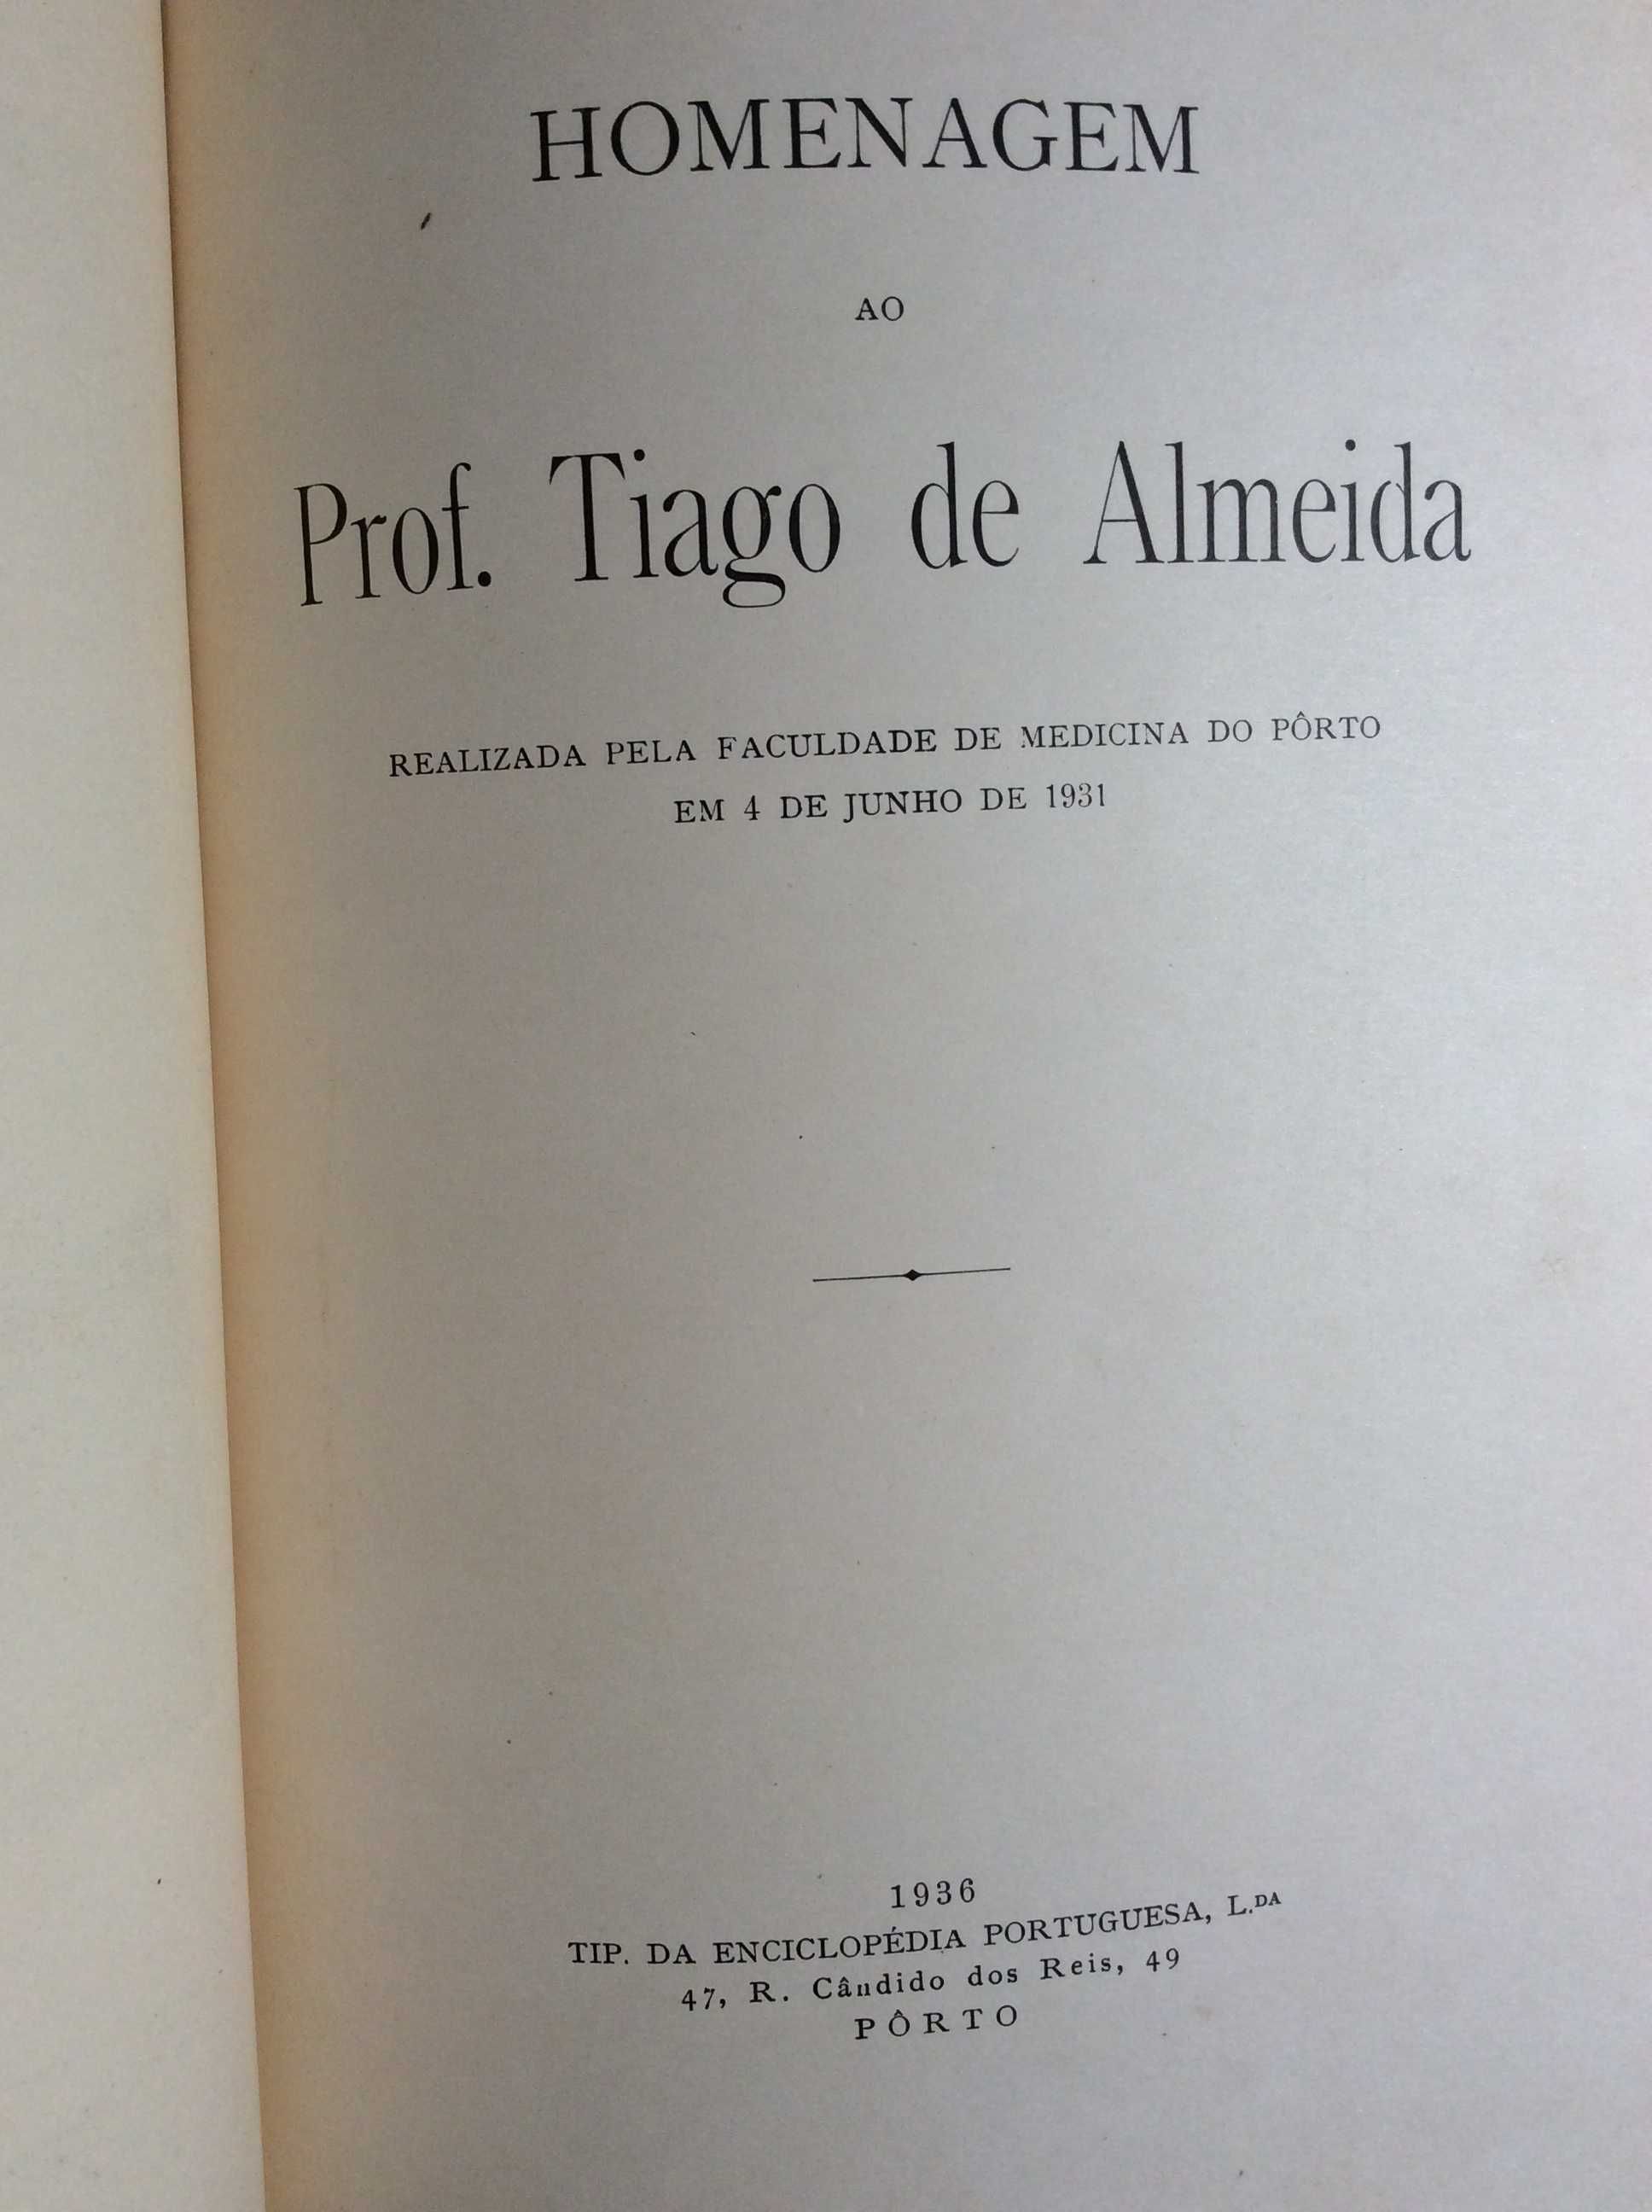 HOMENAGEM
AO
Prof. Tiago de Almeida
REALIZADA PELA FACULDADE DE MEDICINA DO PÔRTO
EM 4 DE JUNHO DE 1931
1936
TIP. DA ENCICLOPÉDIA PORTUGUESA, L.DA
47, R. Cândido dos Reis, 49
PÔRTO